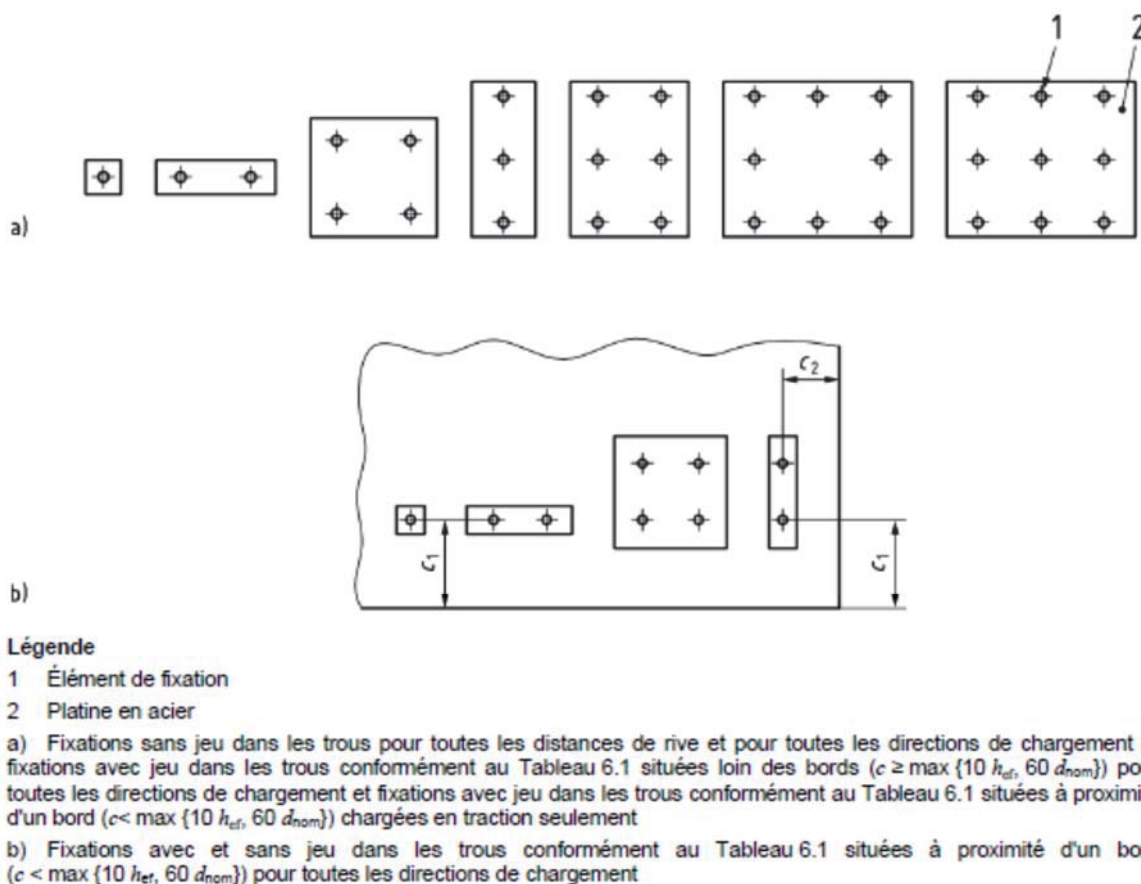 1 2
a)
c2
c1 c1
b)
Légende
1 Élément de fixation
2 Platine en acier
a) Fixations sans jeu dans les trous pour toutes les distances de rive et pour toutes les directions de chargement
fixations avec jeu dans les trous conformément au Tableau 6.1 situées loin des bords (c ≥ max {10 hef, 60 dnom}) po
toutes les directions de chargement et fixations avec jeu dans les trous conformément au Tableau 6.1 situées à proximi
d'un bord (c< max {10 hef, 60 dnom}) chargées en traction seulement
b) Fixations avec et sans jeu dans les trous conformément au Tableau 6.1 situées à proximité d'un bo
(c < max {10 hef, 60 dnom}) pour toutes les directions de chargement